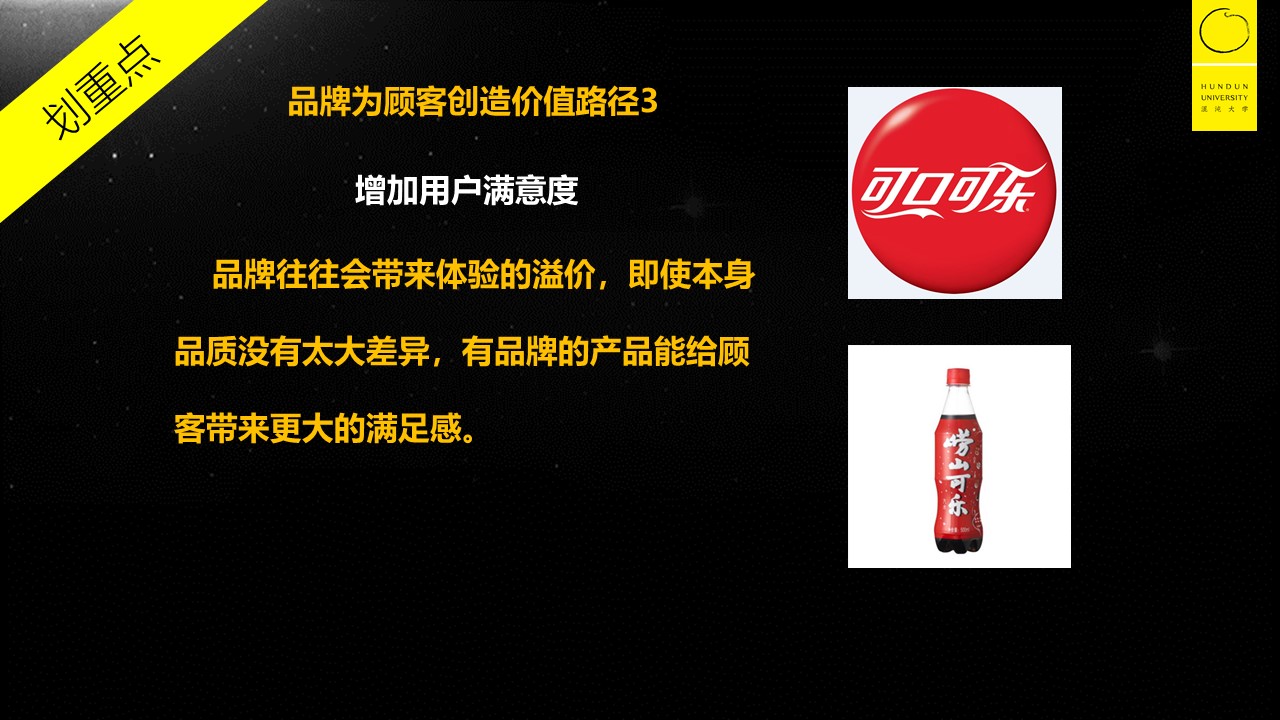 划重点
品牌为顾客创造价值路径3
增加用户满意度
品牌往往会带来体验的溢价，即使本身
品质没有太大差异，有品牌的产品能给顾
客带来更大的满足感。
可口可乐
崂山可乐
HUNDUN
UNIVERSITY
混沌大学